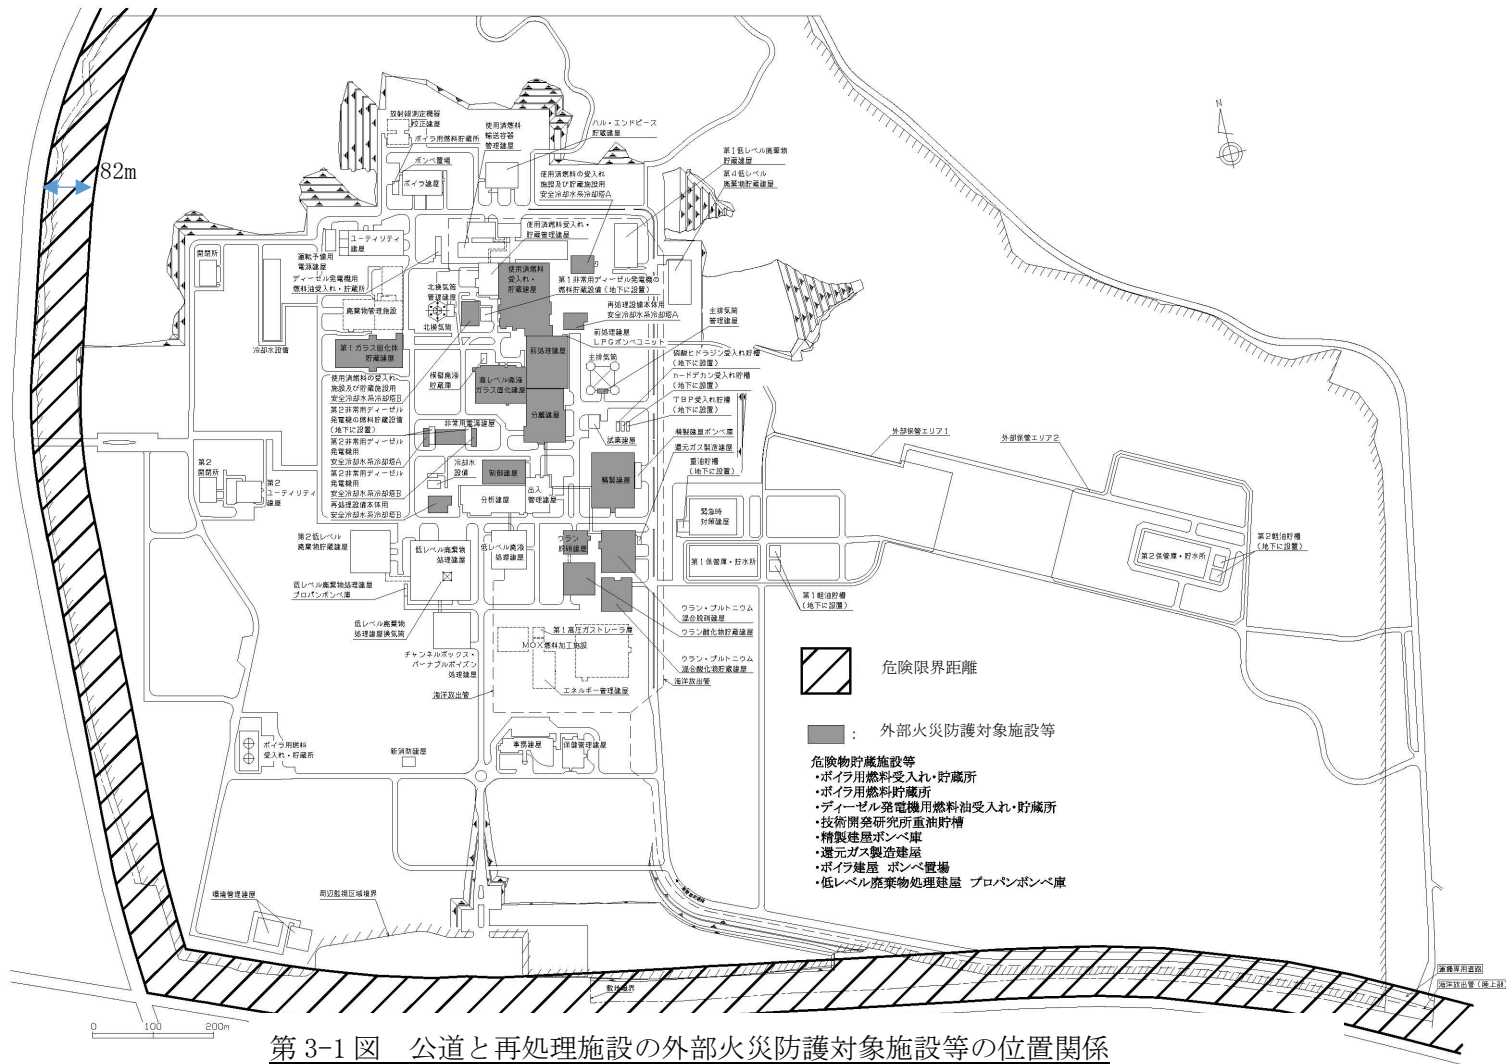 82m
N
放射線測定機器
校正建屋
ボイラ用燃料貯蔵所
使用済燃料
輸送容器
管理建屋
ハル・エンドピース
貯蔵建屋
ボンベ置場
ボイラ建屋
使用済燃料の受入れ
施設及び貯蔵施設用
安全冷却水系冷却塔A
第1低レベル廃棄物
貯蔵建屋
第4低レベル
廃棄物貯蔵建屋
使用済燃料受入れ・
貯蔵管理建屋
ユーティリティ
建屋
開閉所
運転予備用
電源建屋
ディーゼル発電機用
燃料油受入れ・貯蔵所
北換気筒
管理建屋
使用済燃料
受入れ・
貯蔵建屋
第1非常用ディーゼル発電機の
燃料貯蔵設備(地下に設置)
廃棄物管理施設
北換気筒
再処理設備本体用
安全冷却水系冷却塔A
主排気筒
管理建屋
冷却水設備
第1ガラス固化体
貯蔵建屋
前処理建屋
前処理建屋
LPGボンベユニット
主排気筒
硝酸ヒドラジン受入れ貯槽
(地下に設置)
n-ドデカン受入れ貯槽
(地下に設置)
TBP受入れ貯槽
(地下に設置)
模擬廃液
貯蔵庫
高レベル廃液
ガラス固化建屋
使用済燃料の受入れ
施設及び貯蔵施設用
安全冷却水系冷却塔B
第2非常用ディーゼル
発電機の燃料貯蔵設備
(地下に設置)
非常用電源建屋
分離建屋
試薬建屋
精製建屋ボンベ庫
還元ガス製造建屋
重油貯槽
(地下に設置)
外部保管エリア1
外部保管エリア2
第2非常用ディーゼル
発電機用
安全冷却水系冷却塔A
第2非常用ディーゼル
発電機用
安全冷却水系冷却塔B
再処理設備本体用
安全冷却水系冷却塔B
冷却水
設備
制御建屋
分析建屋
出入
管理建屋
精製建屋
第2
開閉所
第2
ユーティリティ
建屋
緊急時
対策建屋
第2低レベル
廃棄物貯蔵建屋
低レベル廃棄物
処理建屋
低レベル廃液
処理建屋
ウラン
脱硝建屋
第1保管庫・貯水所
第2保管庫・貯水所
第2軽油貯槽
(地下に設置)
低レベル廃棄物処理建屋
プロパンボンベ庫
第1軽油貯槽
(地下に設置)
低レベル廃棄物
処理建屋換気筒
ウラン・プルトニウム
混合脱硝建屋
ウラン酸化物貯蔵建屋
第1高圧ガストレーラ庫
MOX燃料加工施設
チャンネルボックス・
バーナブルポイズン
処理建屋
ウラン・プルトニウム
混合酸化物貯蔵建屋
海洋放出管
エネルギー管理建屋
海洋放出管
危険限界距離
ボイラ用燃料
受入れ・貯蔵所
新消防建屋
事務建屋
保健管理建屋
: 外部火災防護対象施設等
危険物貯蔵施設等
・ボイラ用燃料受入れ・貯蔵所
・ボイラ用燃料貯蔵所
・ディーゼル発電機用燃料油受入れ・貯蔵所
・技術開発研究所重油貯槽
・精製建屋ボンベ庫
・還元ガス製造建屋
・ボイラ建屋 ボンベ置場
・低レベル廃棄物処理建屋 プロパンボンベ庫
環境管理建屋
周辺監視区域境界
敷地境界
運搬専用道路
海洋放出管(陸上部)
0 100 200m
第 3-1 図 公道と再処理施設の外部火災防護対象施設等の位置関係